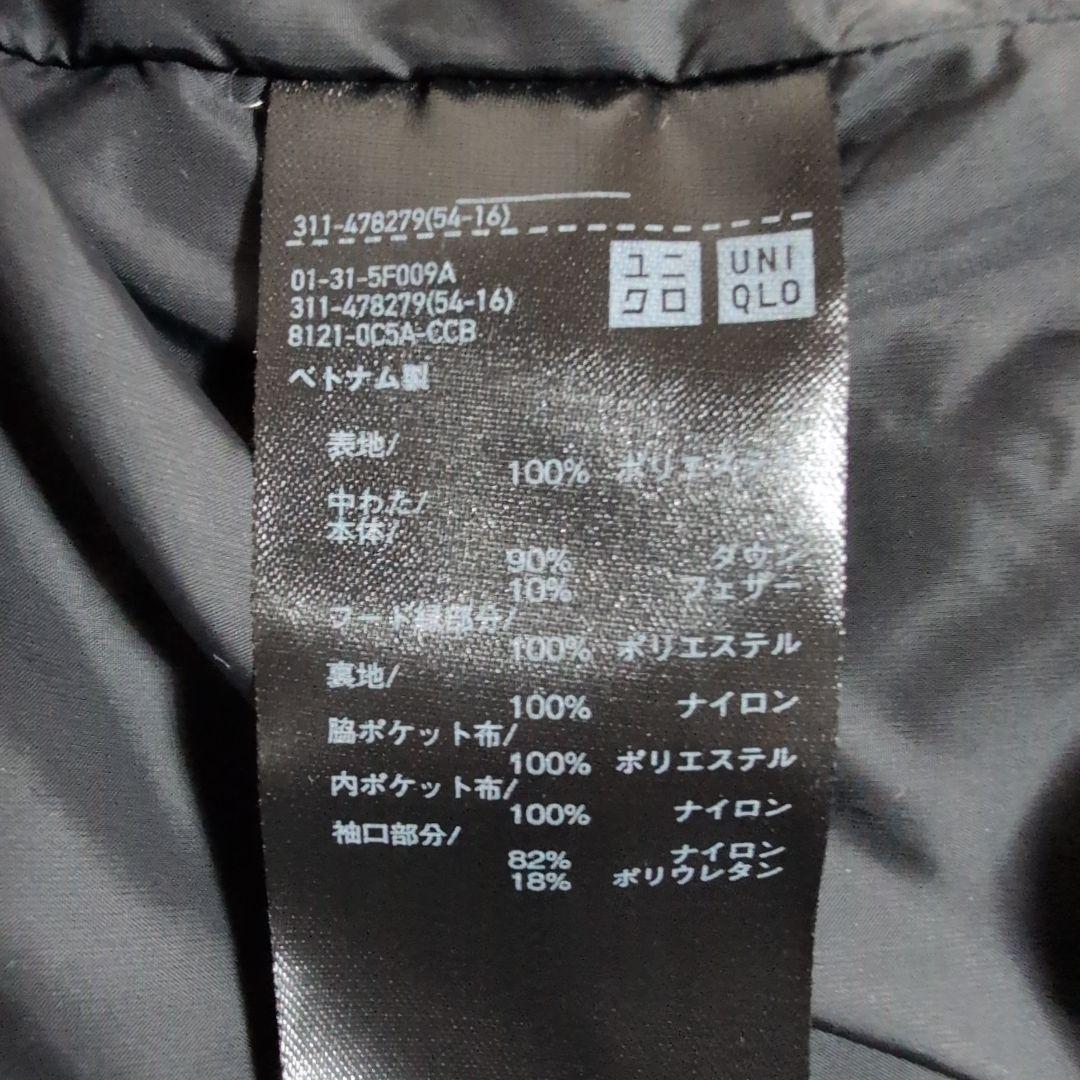 311-478279(54-16)
ユニ
クロ
UNI
QLO
01-31-5F009A
311-478279(54-16)
8121-0C5A-CCB
ベトナム製
表地/
100% ポリエステル
中わた/
本体/
90% ダウン
10% フェザー
フード縁部分/
100% ポリエステル
裏地/
100% ナイロン
脇ポケット布/
100% ポリエステル
内ポケット布/
100% ナイロン
袖口部分/
82% ナイロン
18% ポリウレタン